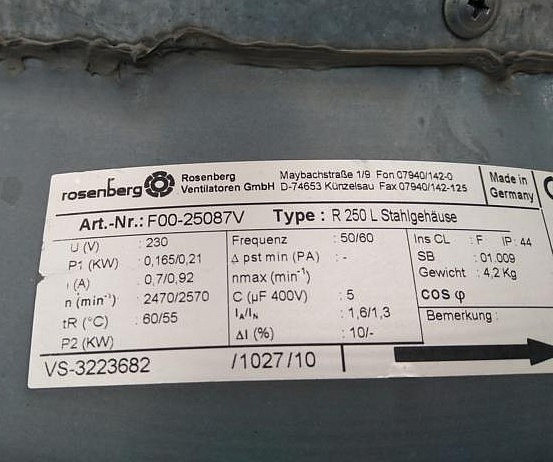 rosenberg Rosenberg Ventilatoren GmbH Maybachstraße 1/9 Fon 07940/142-0 D-74653 Künzelsau Fax 07940/142-125 Made in Germany
Art.-Nr.: F00-25087V Type : R 250 L Stahlgehäuse
U (V) : 230 Frequenz : 50/60 Ins CL : F IP : 44
P1 (KW) : 0,165/0,21 Δ pst min (PA) : - SB : 01.009
I (A) : 0,7/0,92 nmax (min-1) Gewicht : 4,2 Kg
n (min-1) : 2470/2570 C (µF 400V) : 5 cos φ
tR (°C) : 60/55 IA/IN : 1,6/1,3 Bemerkung :
P2 (KW) ΔI (%) : 10/-
VS-3223682 /1027/10